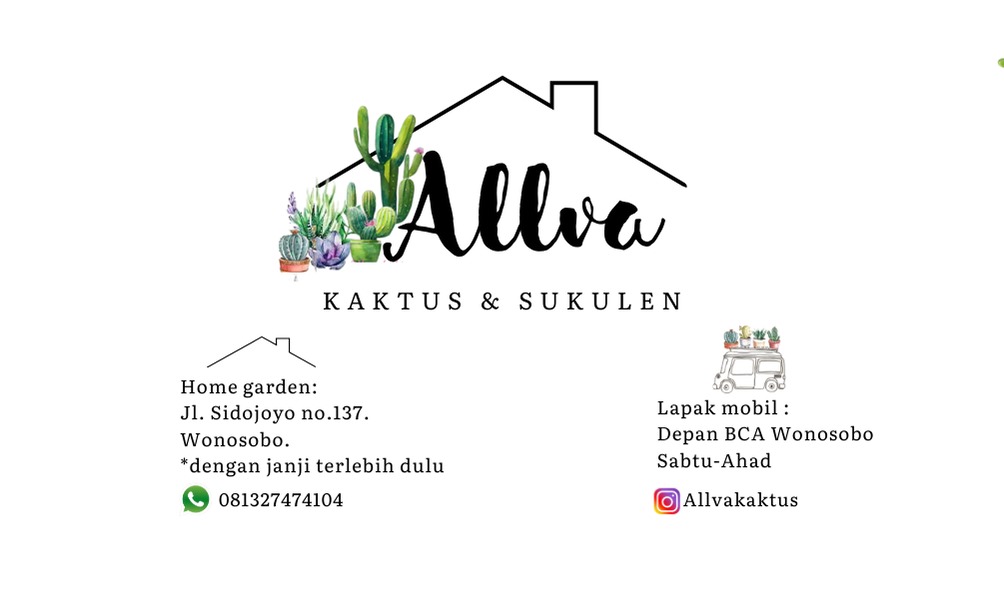 Allva
KAKTUS & SUKULEN
Home garden:
Jl. Sidojoyo no.137.
Wonosobo.
*dengan janji terlebih dulu
081327474104
Lapak mobil :
Depan BCA Wonosobo
Sabtu-Ahad
Allvakaktus